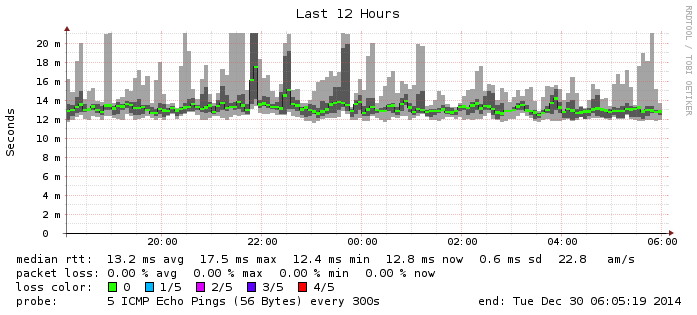 Last 12 Hours
RRDTOOL / TOBI OETIKER
Seconds
20 m
18 m
16 m
14 m
12 m
10 m
8 m
6 m
4 m
2 m
0
20:00 22:00 00:00 02:00 04:00 06:00
median rtt: 13.2 ms avg 17.5 ms max 12.4 ms min 12.8 ms now 0.6 ms sd 22.8 am/s
packet loss: 0.00 % avg 0.00 % max 0.00 % min 0.00 % now
loss color: 0 1/5 2/5 3/5 4/5
probe: 5 ICMP Echo Pings (56 Bytes) every 300s end: Tue Dec 30 06:05:19 2014